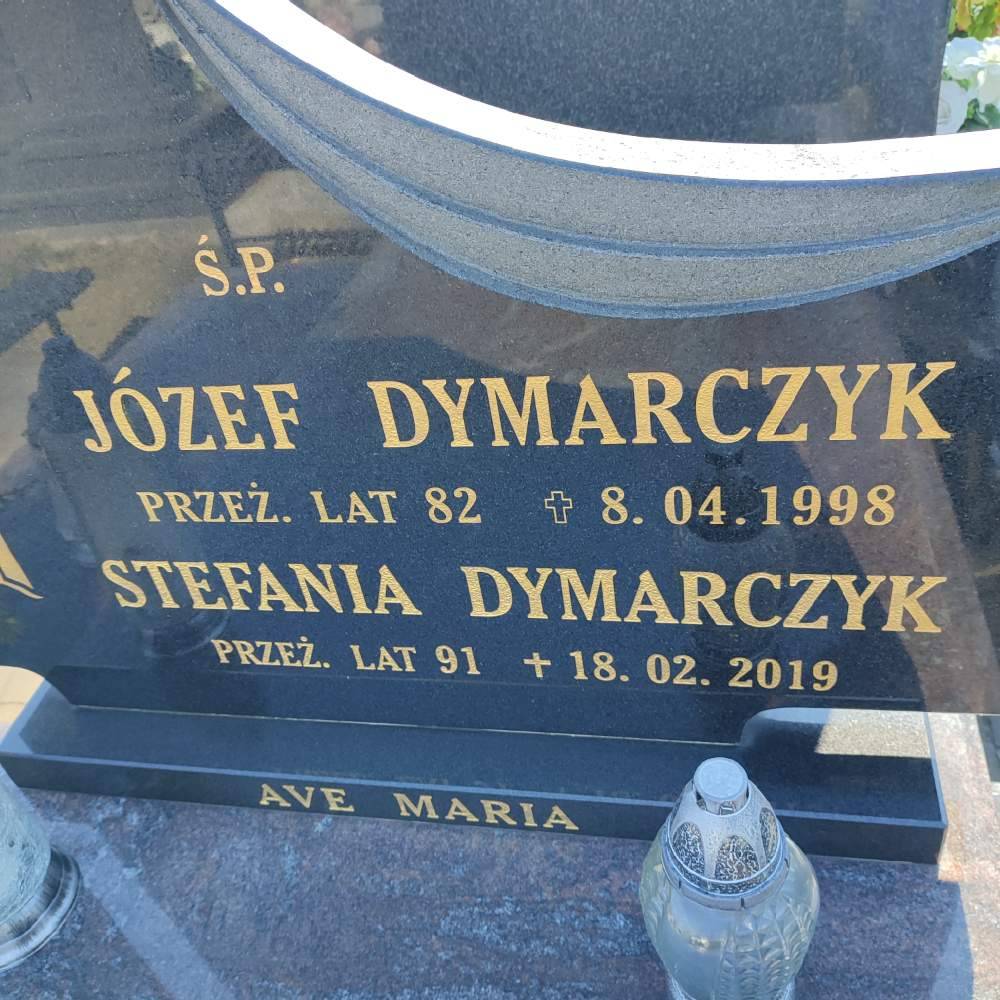 Ś.P.
JÓZEF DYMARCZYK
PRZEŻ. LAT 82 ✝ 8. 04. 1998
STEFANIA DYMARCZYK
PRZEŻ. LAT 91 ✝ 18. 02. 2019
AVE MARIA